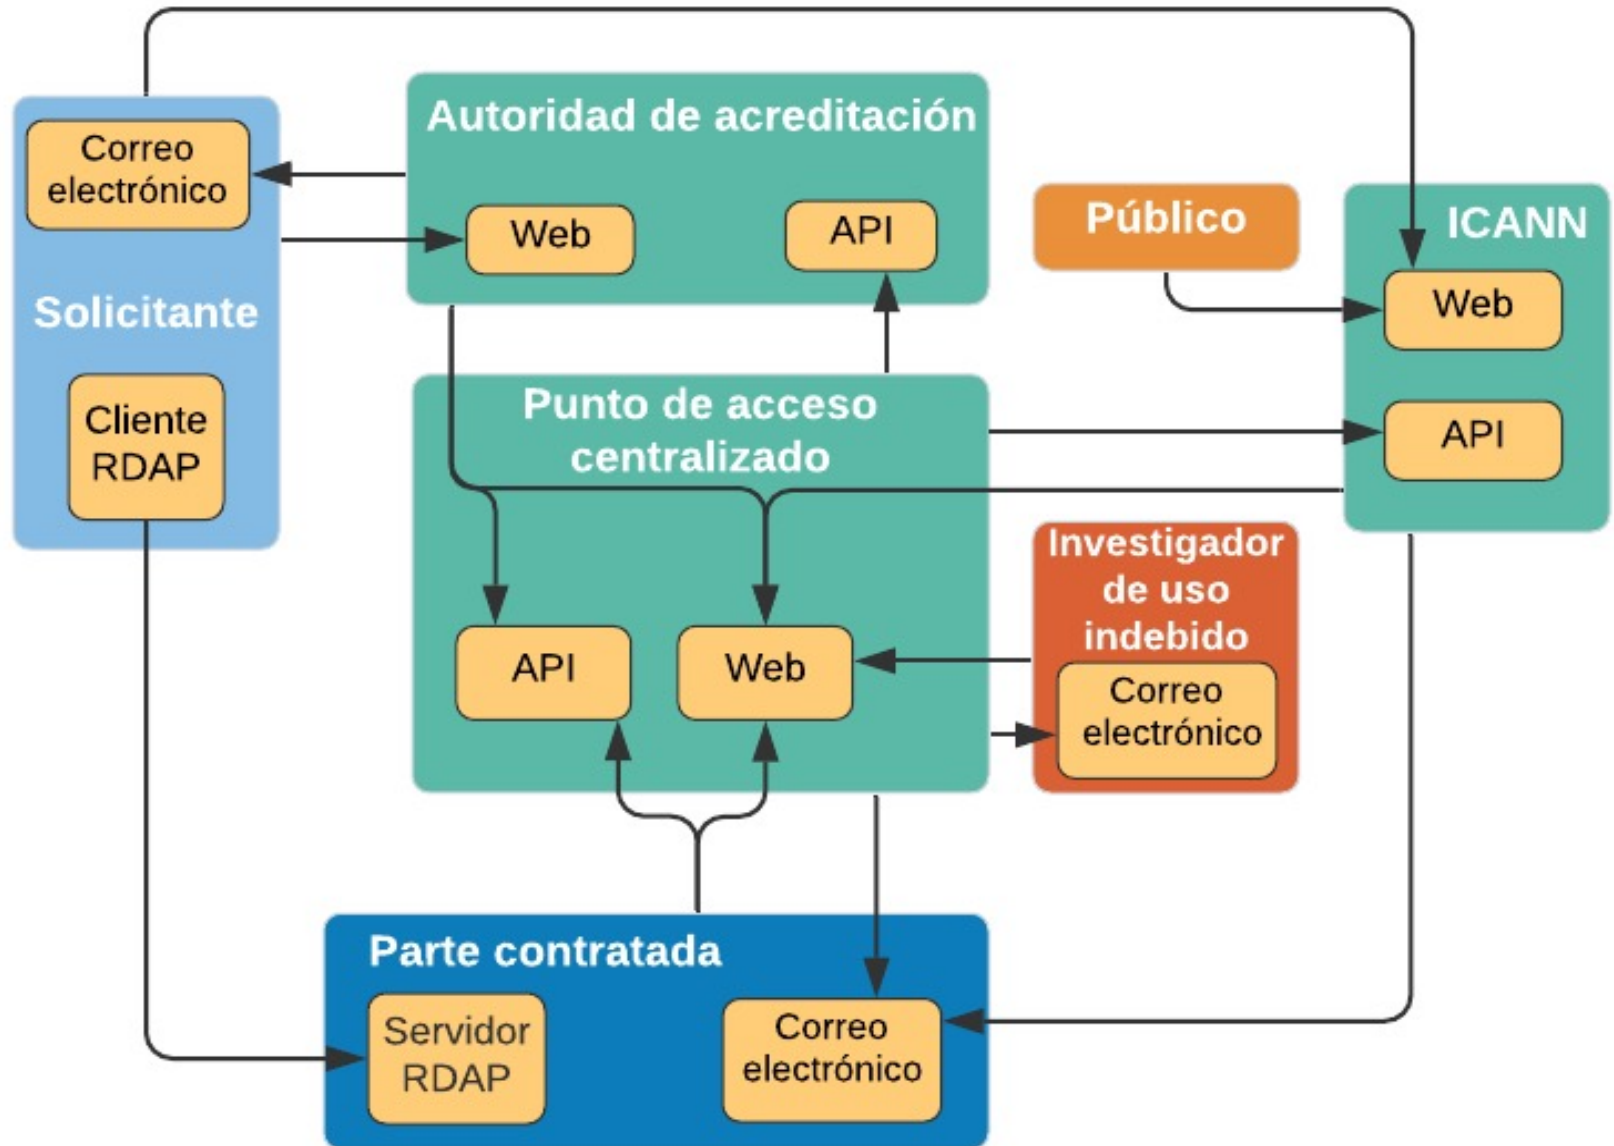 Autoridad de acreditación
Correo
electrónico
Web
API
Público
ICANN
Solicitante
Web
Cliente
RDAP
Punto de acceso
centralizado
API
Investigador
de uso
indebido
API
Web
Correo
electrónico
Parte contratada
Servidor
RDAP
Correo
electrónico